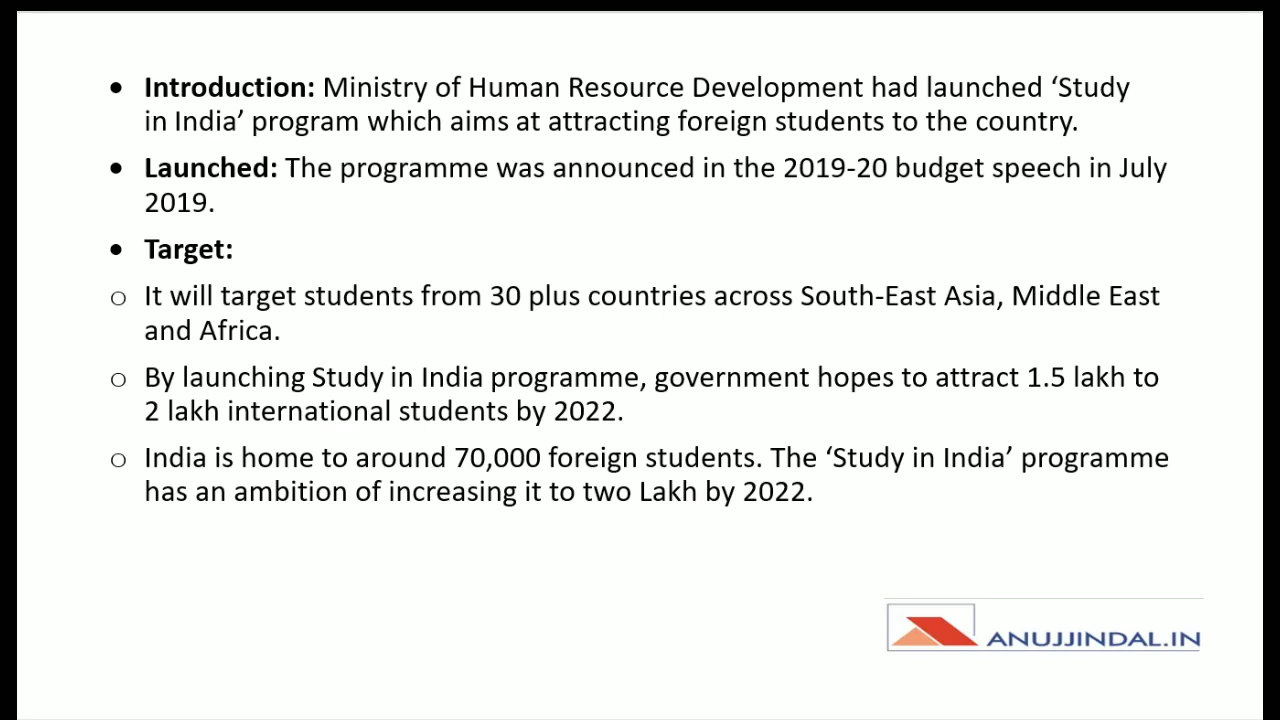 • Introduction: Ministry of Human Resource Development had launched ‘Study
in India’ program which aims at attracting foreign students to the country.
• Launched: The programme was announced in the 2019-20 budget speech in July
2019.
• Target:
o It will target students from 30 plus countries across South-East Asia, Middle East
and Africa.
o By launching Study in India programme, government hopes to attract 1.5 lakh to
2 lakh international students by 2022.
o India is home to around 70,000 foreign students. The ‘Study in India’ programme
has an ambition of increasing it to two Lakh by 2022.
ANUJJINDAL.IN